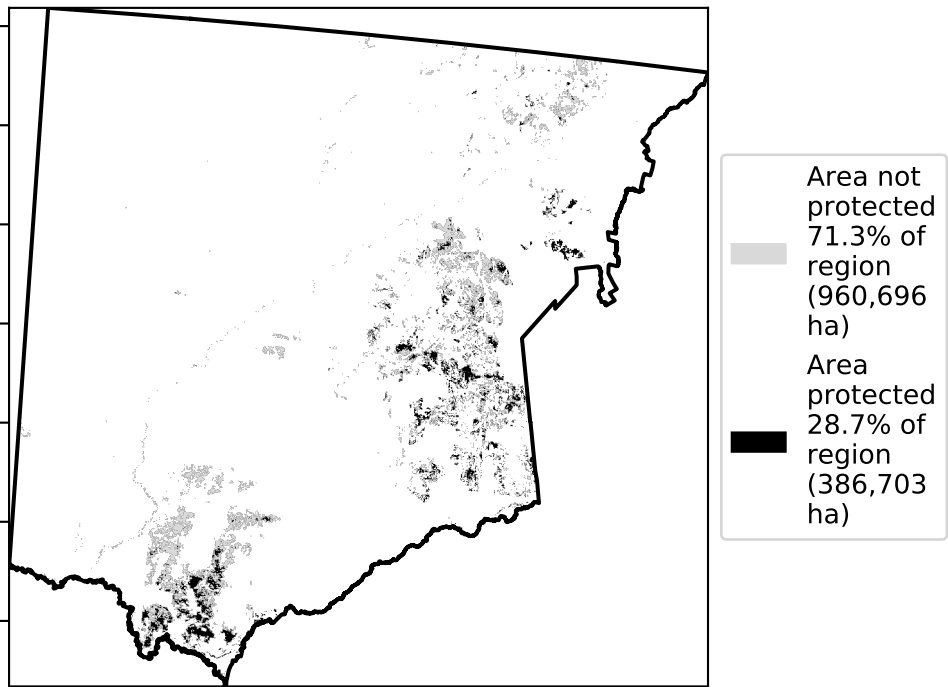 Area not
protected
71.3% of
region
(960,696
ha)
Area
protected
28.7% of
region
(386,703
ha)